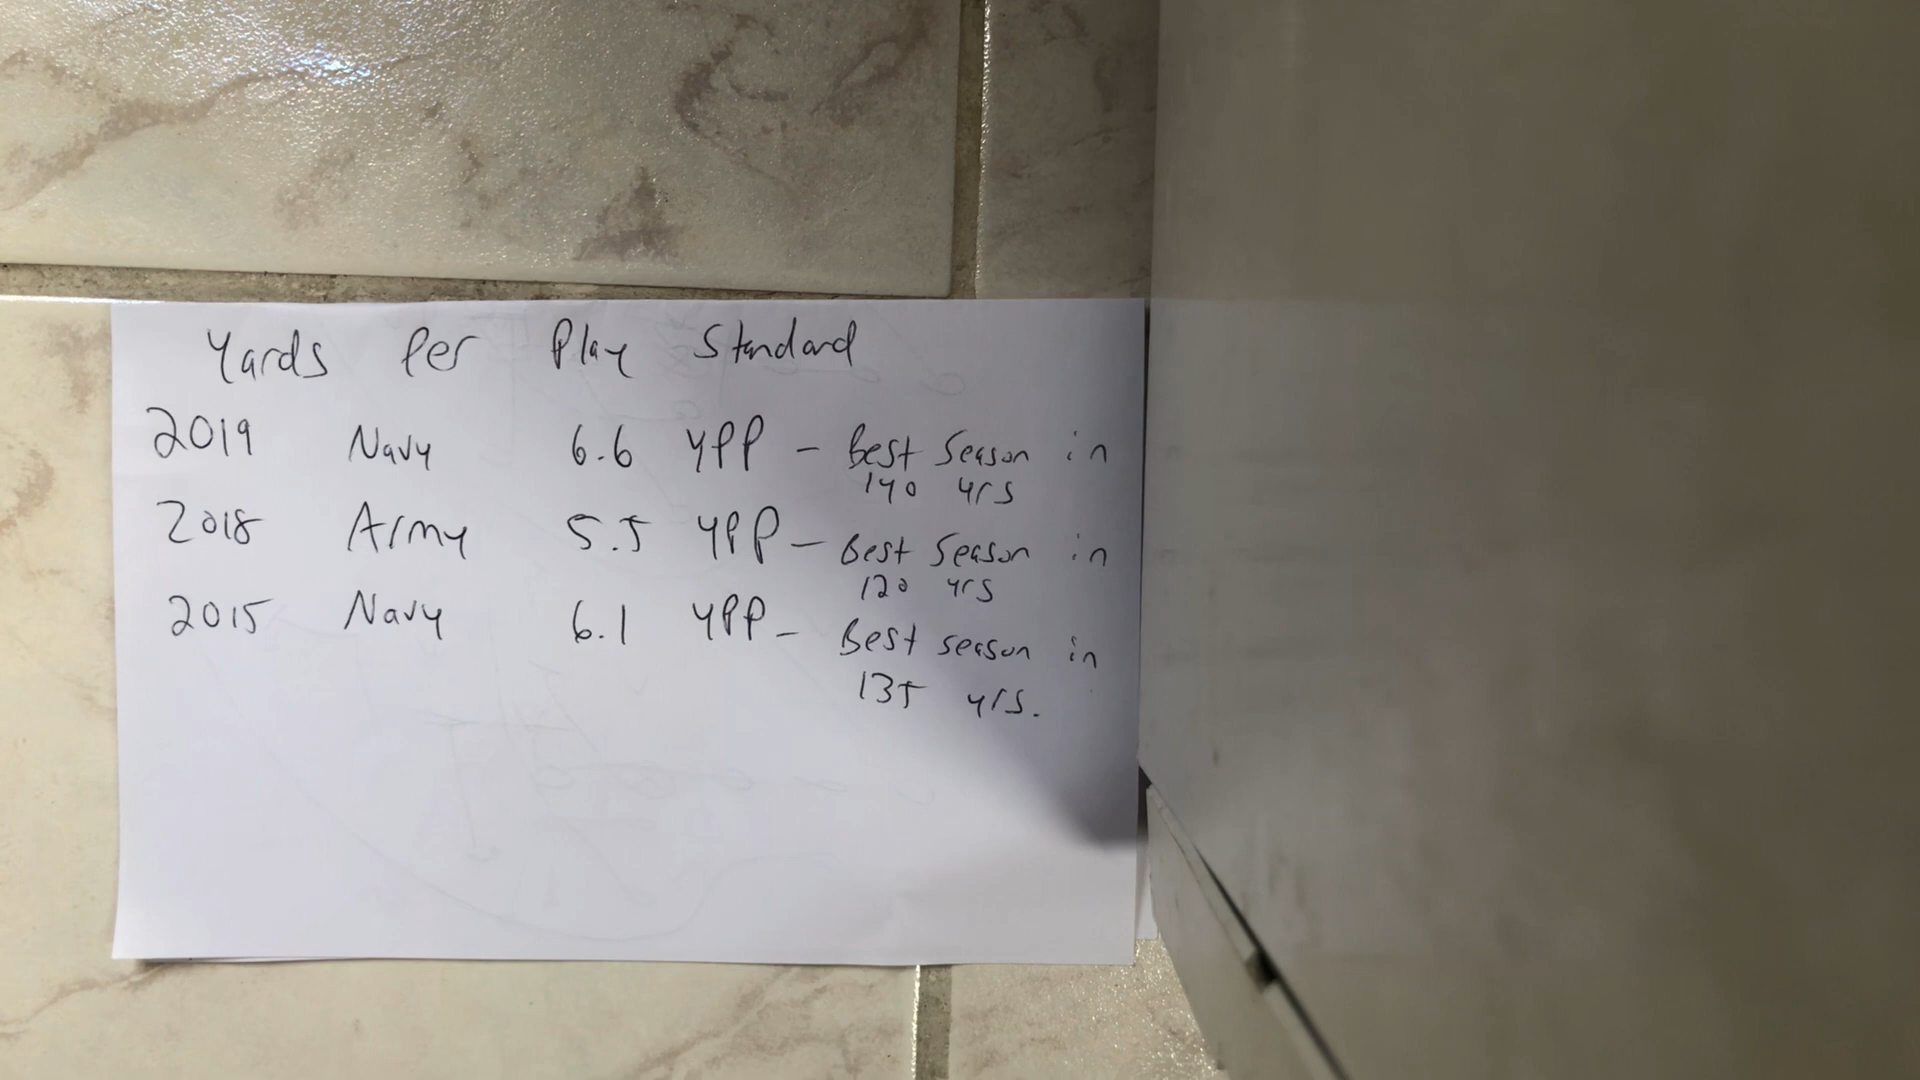 Yards Per Play Standard
2019 Navy 6.6 YPP - Best Season in
140 yrs
2018 Army 5.5 YPP - Best Season in
120 yrs
2015 Navy 6.1 YPP - Best season in
135 yrs.